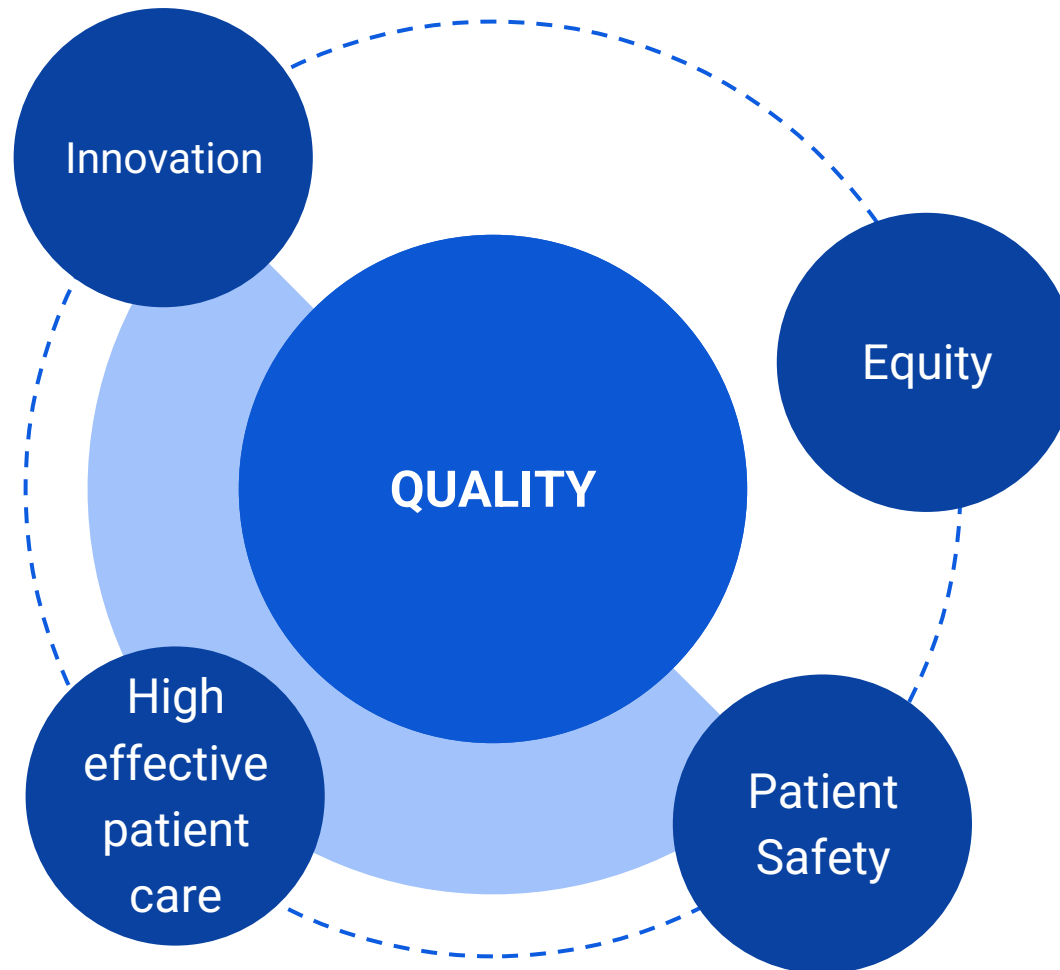 Innovation
Equity
QUALITY
High
effective
patient
care
Patient
Safety